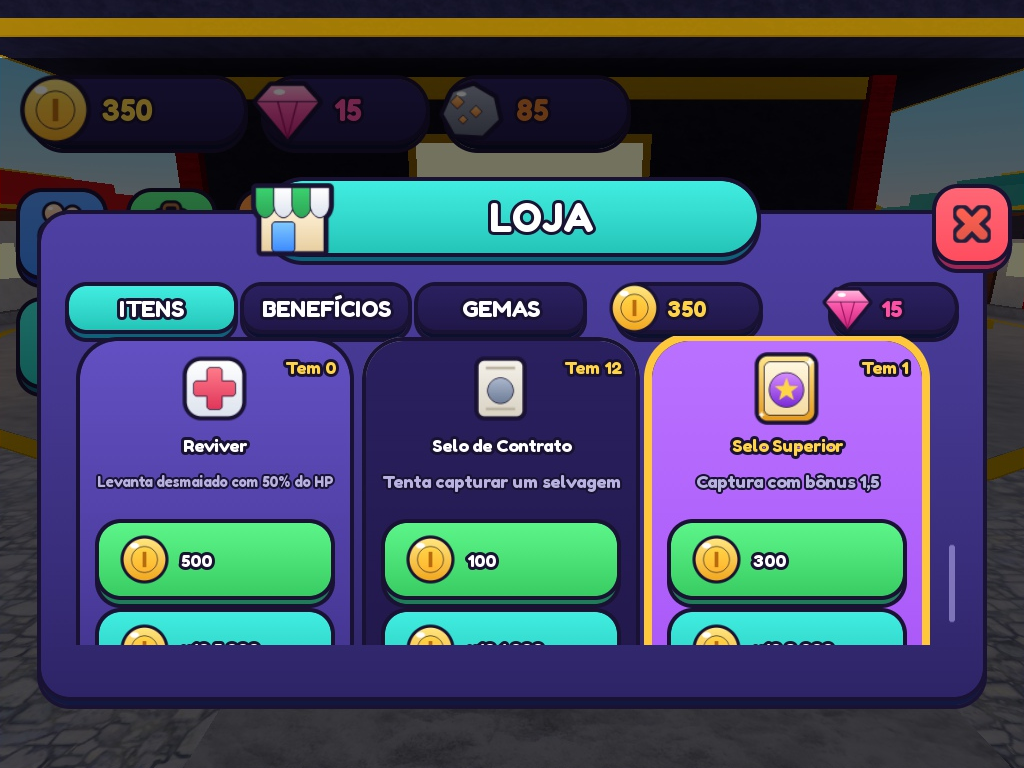 350
15
85
LOJA
ITENS
BENEFÍCIOS
GEMAS
350
15
Tem 0
Reviver
Levanta desmaiado com 50% do HP
500
Tem 12
Selo de Contrato
Tenta capturar um selvagem
100
Tem 1
Selo Superior
Captura com bônus 1,5
300